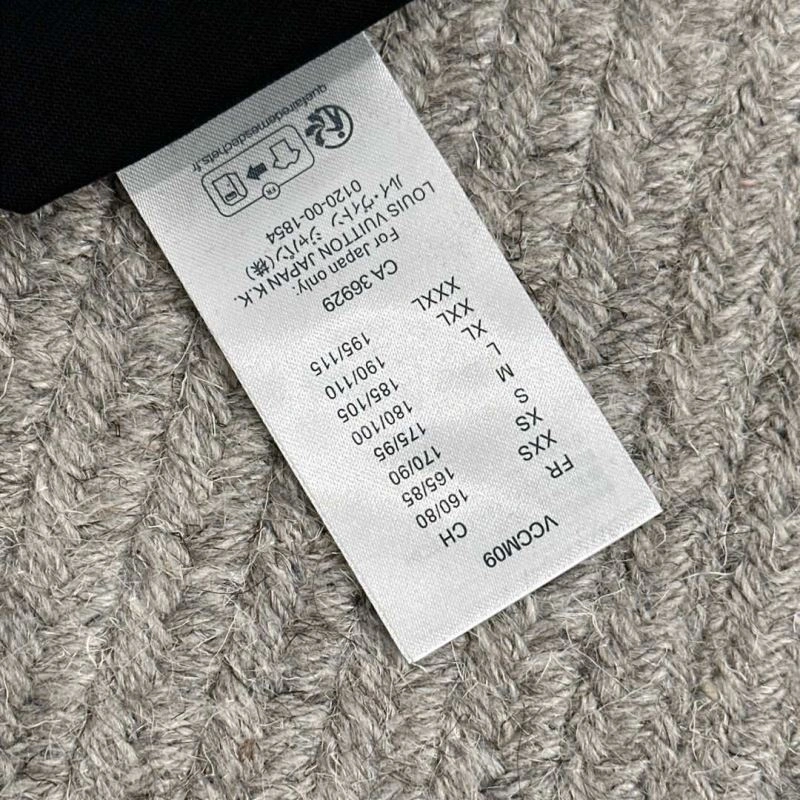 VCCM09
FR CH
XXS 160/80
XS 165/85
S 170/90
M 175/95
L 180/100
XL 185/105
XXL 190/110
XXXL 195/115
CA 36929
For Japan only:
LOUIS VUITTON JAPAN K.K.
ルイ・ヴィトン ジャパン(株)
0120-00-1854
FR
quefairedemesdechets.fr